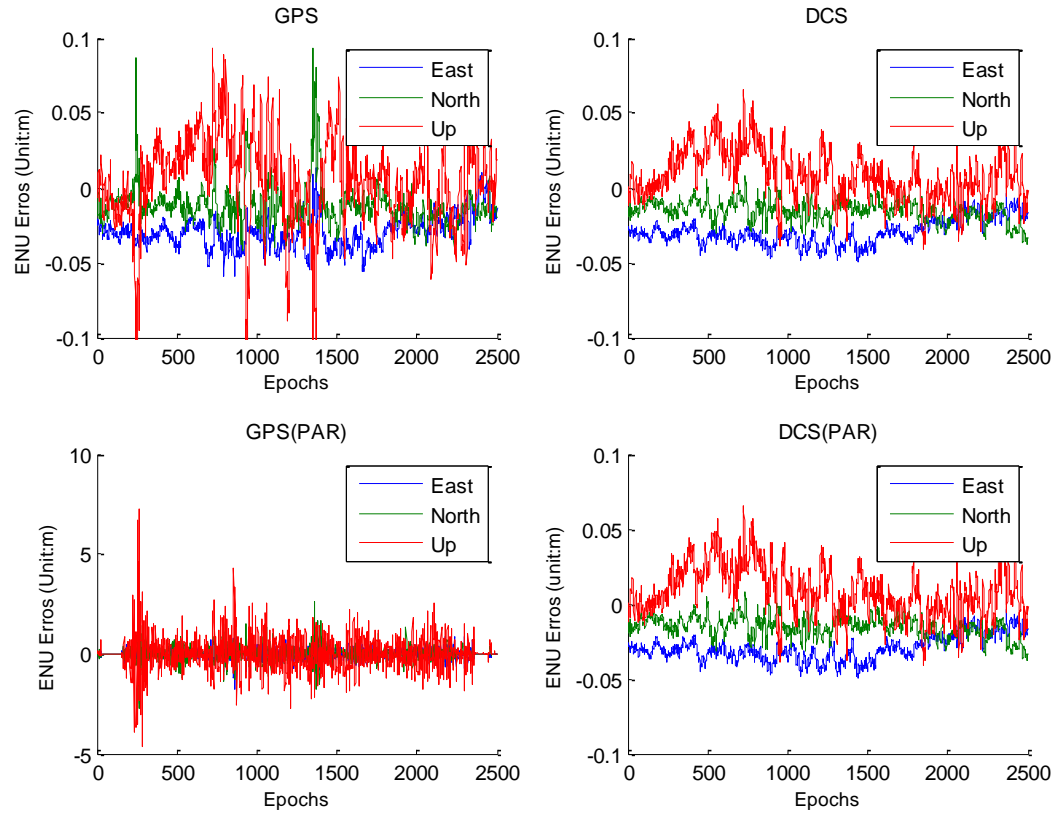 GPS
0.1
0.05
0
-0.05
-0.1
ENU Erros (Unit:m)
East
North
Up
0 500 1000 1500 2000 2500
Epochs
DCS
0.1
0.05
0
-0.05
-0.1
ENU Erros (Unit:m)
East
North
Up
0 500 1000 1500 2000 2500
Epochs
GPS(PAR)
10
5
0
-5
ENU Erros (Unit:m)
East
North
Up
0 500 1000 1500 2000 2500
Epochs
DCS(PAR)
0.1
0.05
0
-0.05
-0.1
ENU Erros (unit:m)
East
North
Up
0 500 1000 1500 2000 2500
Epochs